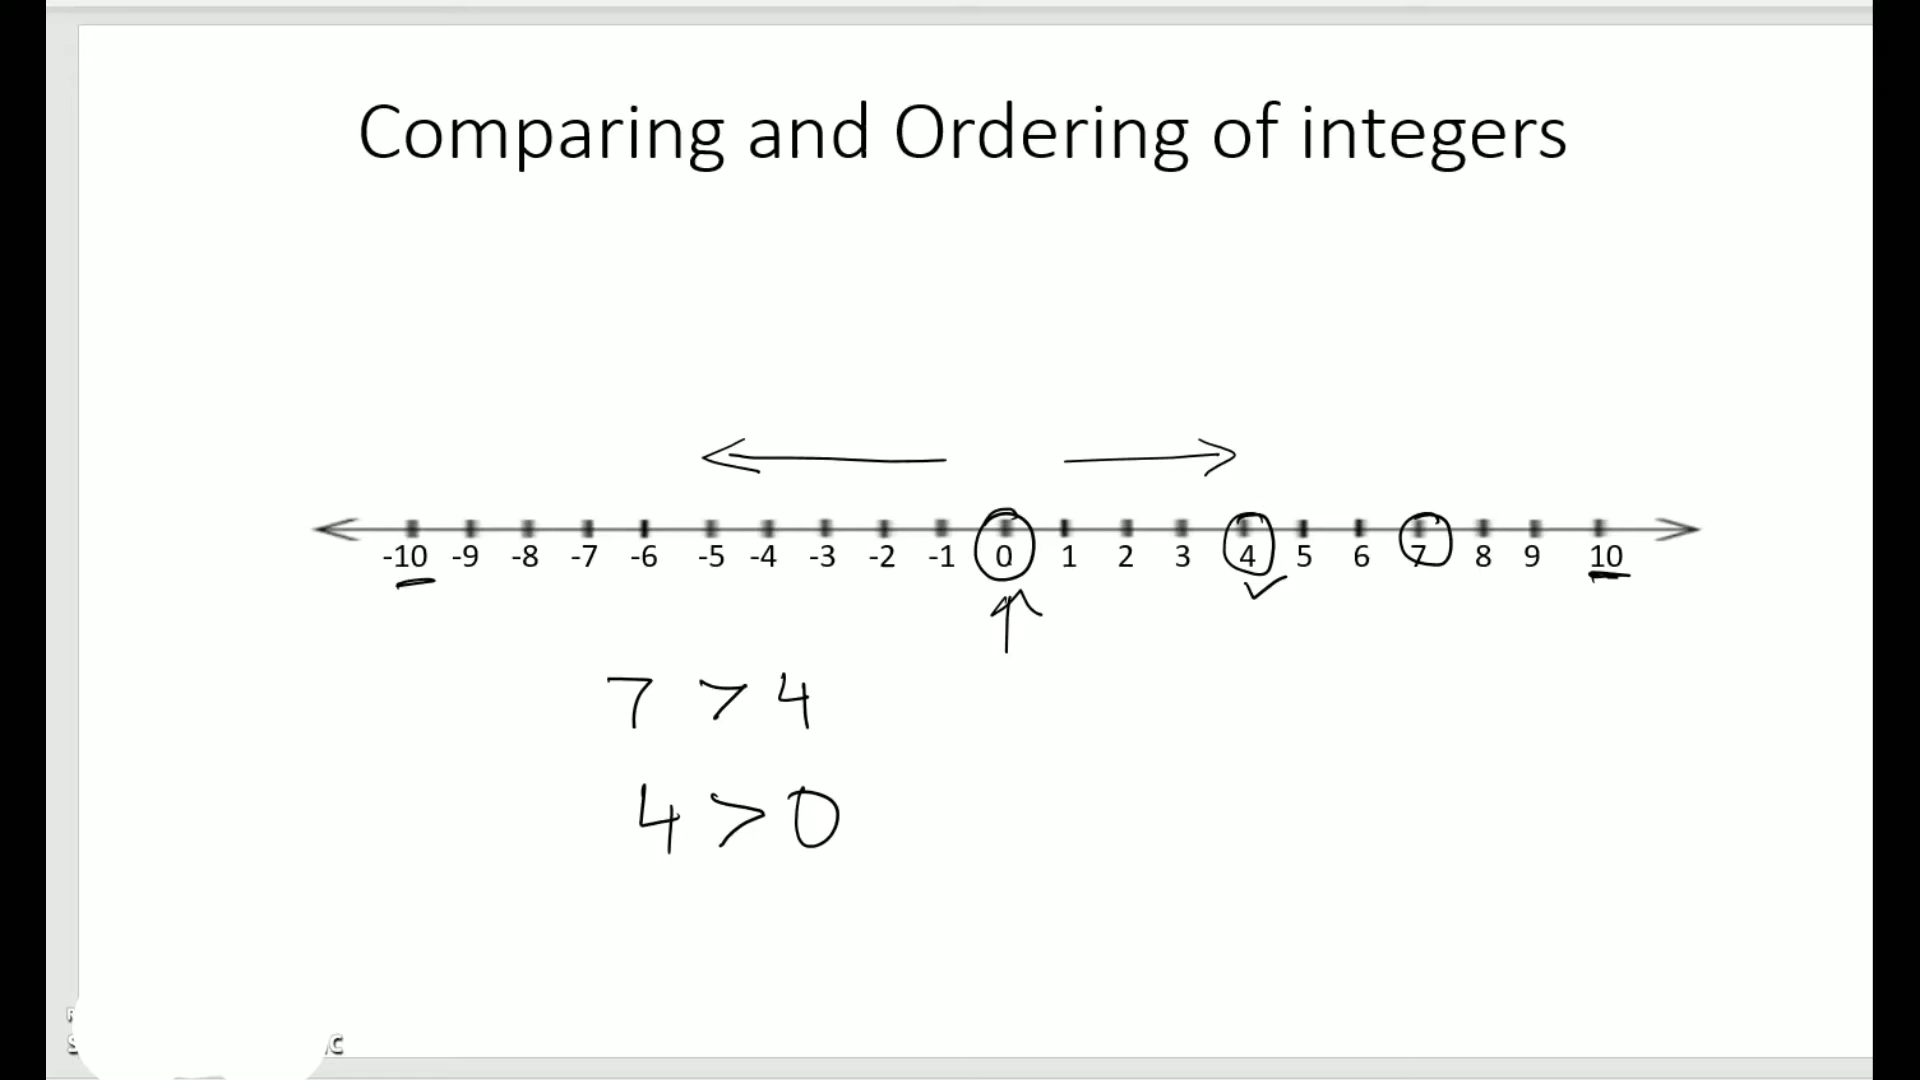 Comparing and Ordering of integers
-10 -9 -8 -7 -6 -5 -4 -3 -2 -1 0 1 2 3 4 5 6 7 8 9 10
7 > 4
4 > 0